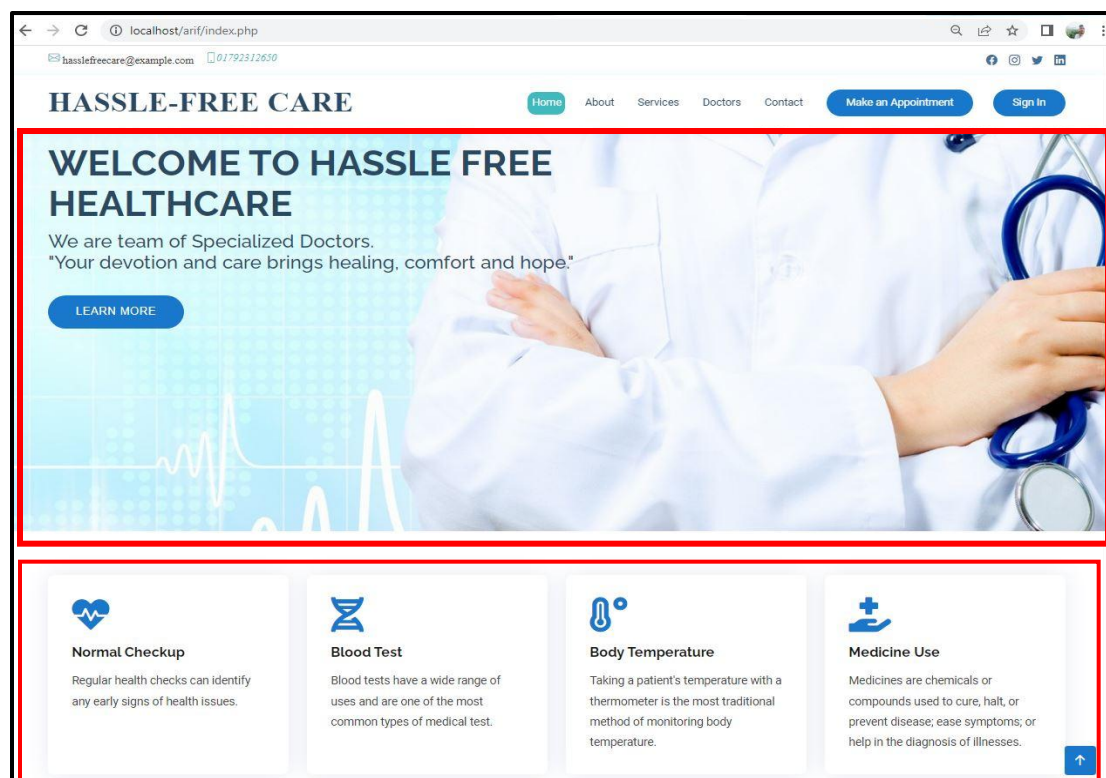 localhost/arif/index.php
hasslefreecare@example.com 01792312650
HASSLE-FREE CARE
Home About Services Doctors Contact Make an Appointment Sign In
WELCOME TO HASSLE FREE
HEALTHCARE
We are team of Specialized Doctors.
"Your devotion and care brings healing, comfort and hope."
LEARN MORE
Normal Checkup
Regular health checks can identify
any early signs of health issues.
Blood Test
Blood tests have a wide range of
uses and are one of the most
common types of medical test.
Body Temperature
Taking a patient's temperature with a
thermometer is the most traditional
method of monitoring body
temperature.
Medicine Use
Medicines are chemicals or
compounds used to cure, halt, or
prevent disease; ease symptoms; or
help in the diagnosis of illnesses.